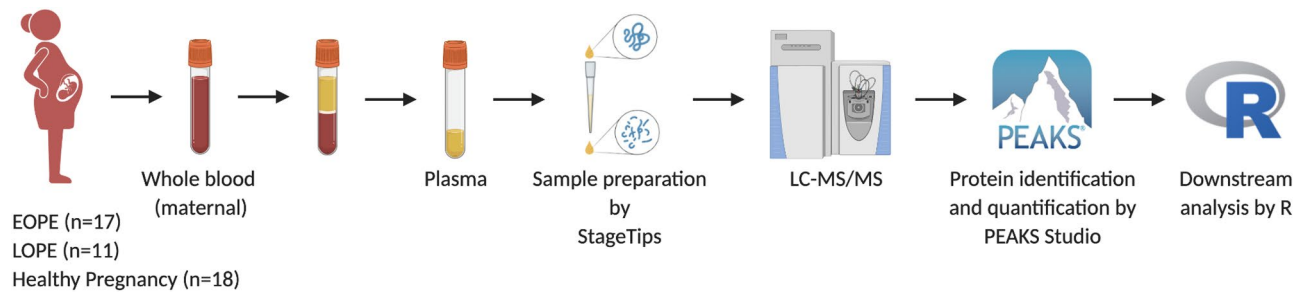 EOPE (n=17)
LOPE (n=11)
Healthy Pregnancy (n=18)
Whole blood
(maternal)
Plasma
Sample preparation
by
StageTips
LC-MS/MS
PEAKS®
Protein identification
and quantification by
PEAKS Studio
R
Downstream
analysis by R